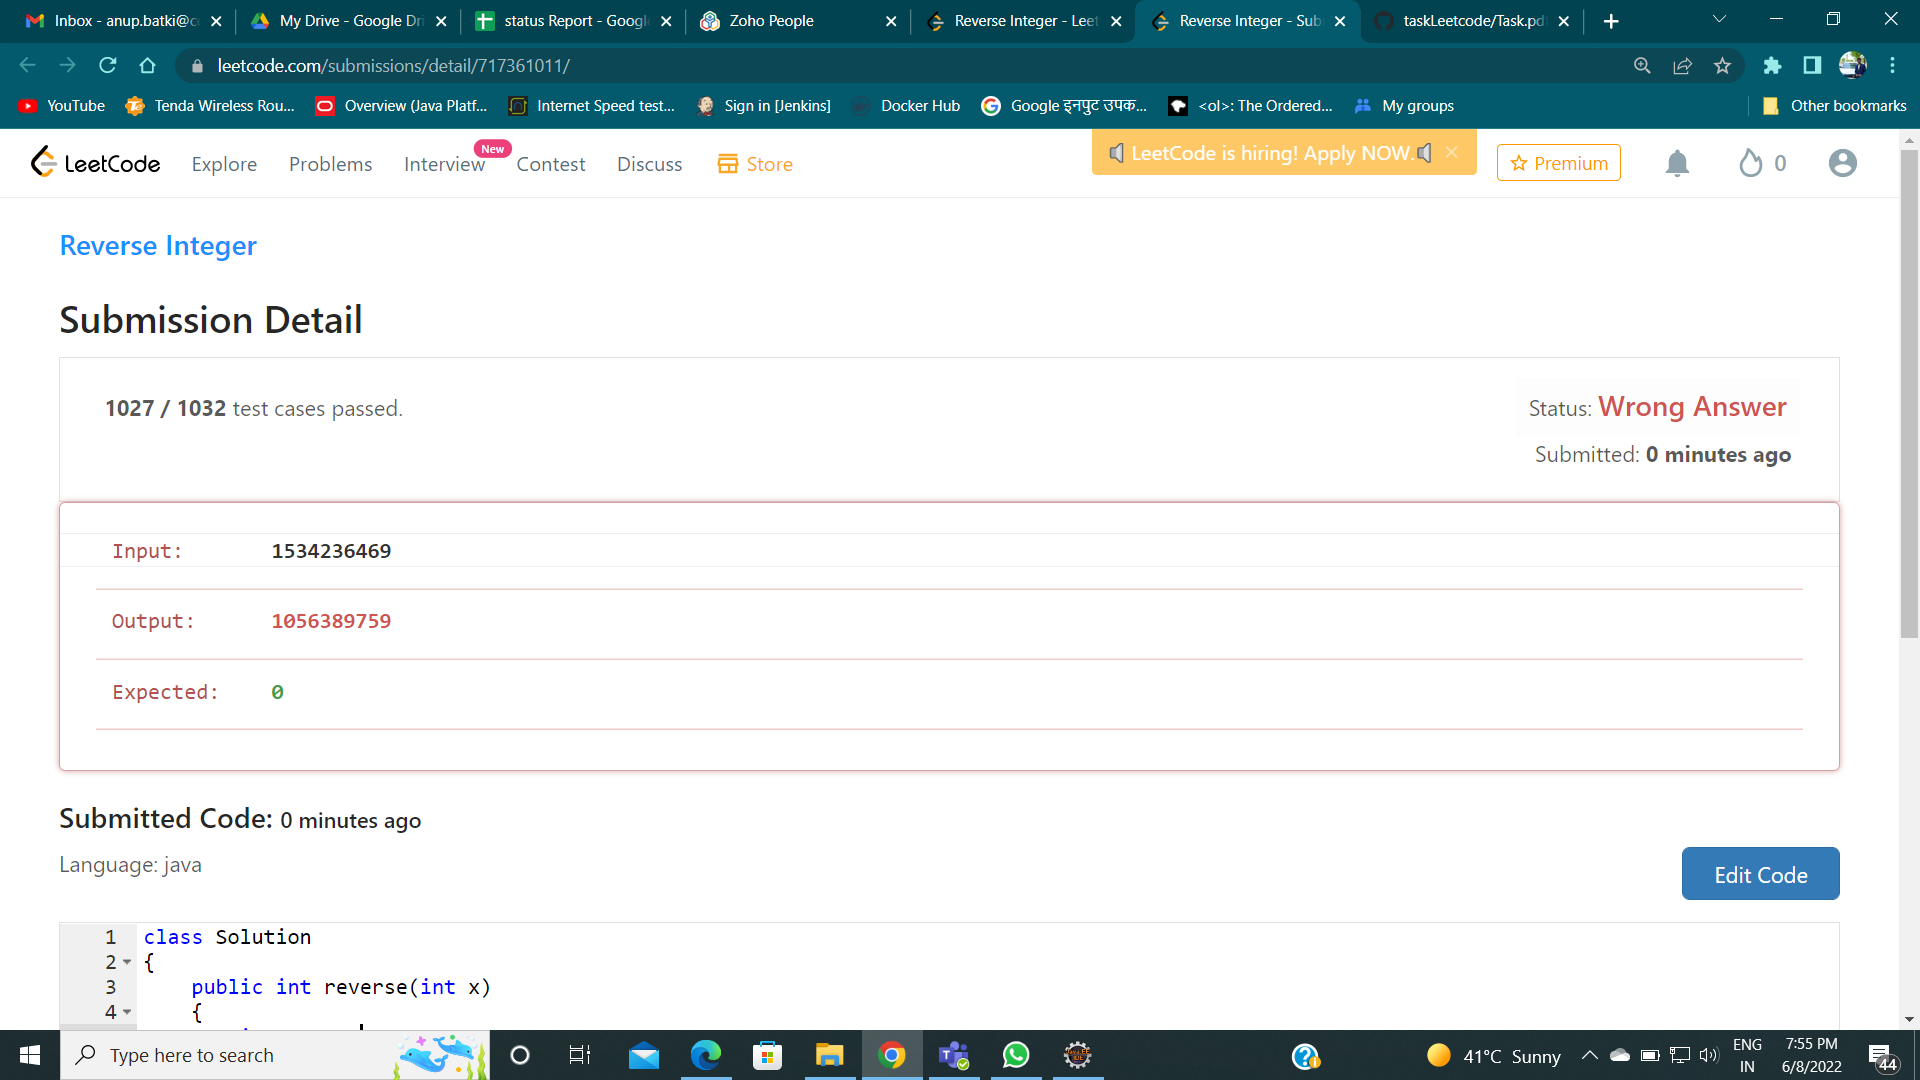 Inbox - anup.batki@c
My Drive - Google Dri
status Report - Google
Zoho People
Reverse Integer - Leet
Reverse Integer - Sub
taskLeetcode/Task.pdf
leetcode.com/submissions/detail/717361011/
YouTube
Tenda Wireless Rou...
Overview (Java Platf...
Internet Speed test...
Sign in [Jenkins]
Docker Hub
Google इनपुट उपक...
<ol>: The Ordered...
My groups
Other bookmarks
LeetCode
Explore
Problems
Interview
New
Contest
Discuss
Store
LeetCode is hiring! Apply NOW.
Premium
0
Reverse Integer
Submission Detail
1027 / 1032 test cases passed.
Status: Wrong Answer
Submitted: 0 minutes ago
Input: 1534236469
Output: 1056389759
Expected: 0
Submitted Code: 0 minutes ago
Language: java
Edit Code
1 class Solution
2 {
3 public int reverse(int x)
4 {
Type here to search
41°C Sunny
ENG
IN
7:55 PM
6/8/2022
44